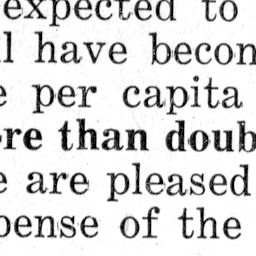 expected to
l have becom
e per capita
re than doub
e are pleased
pense of the